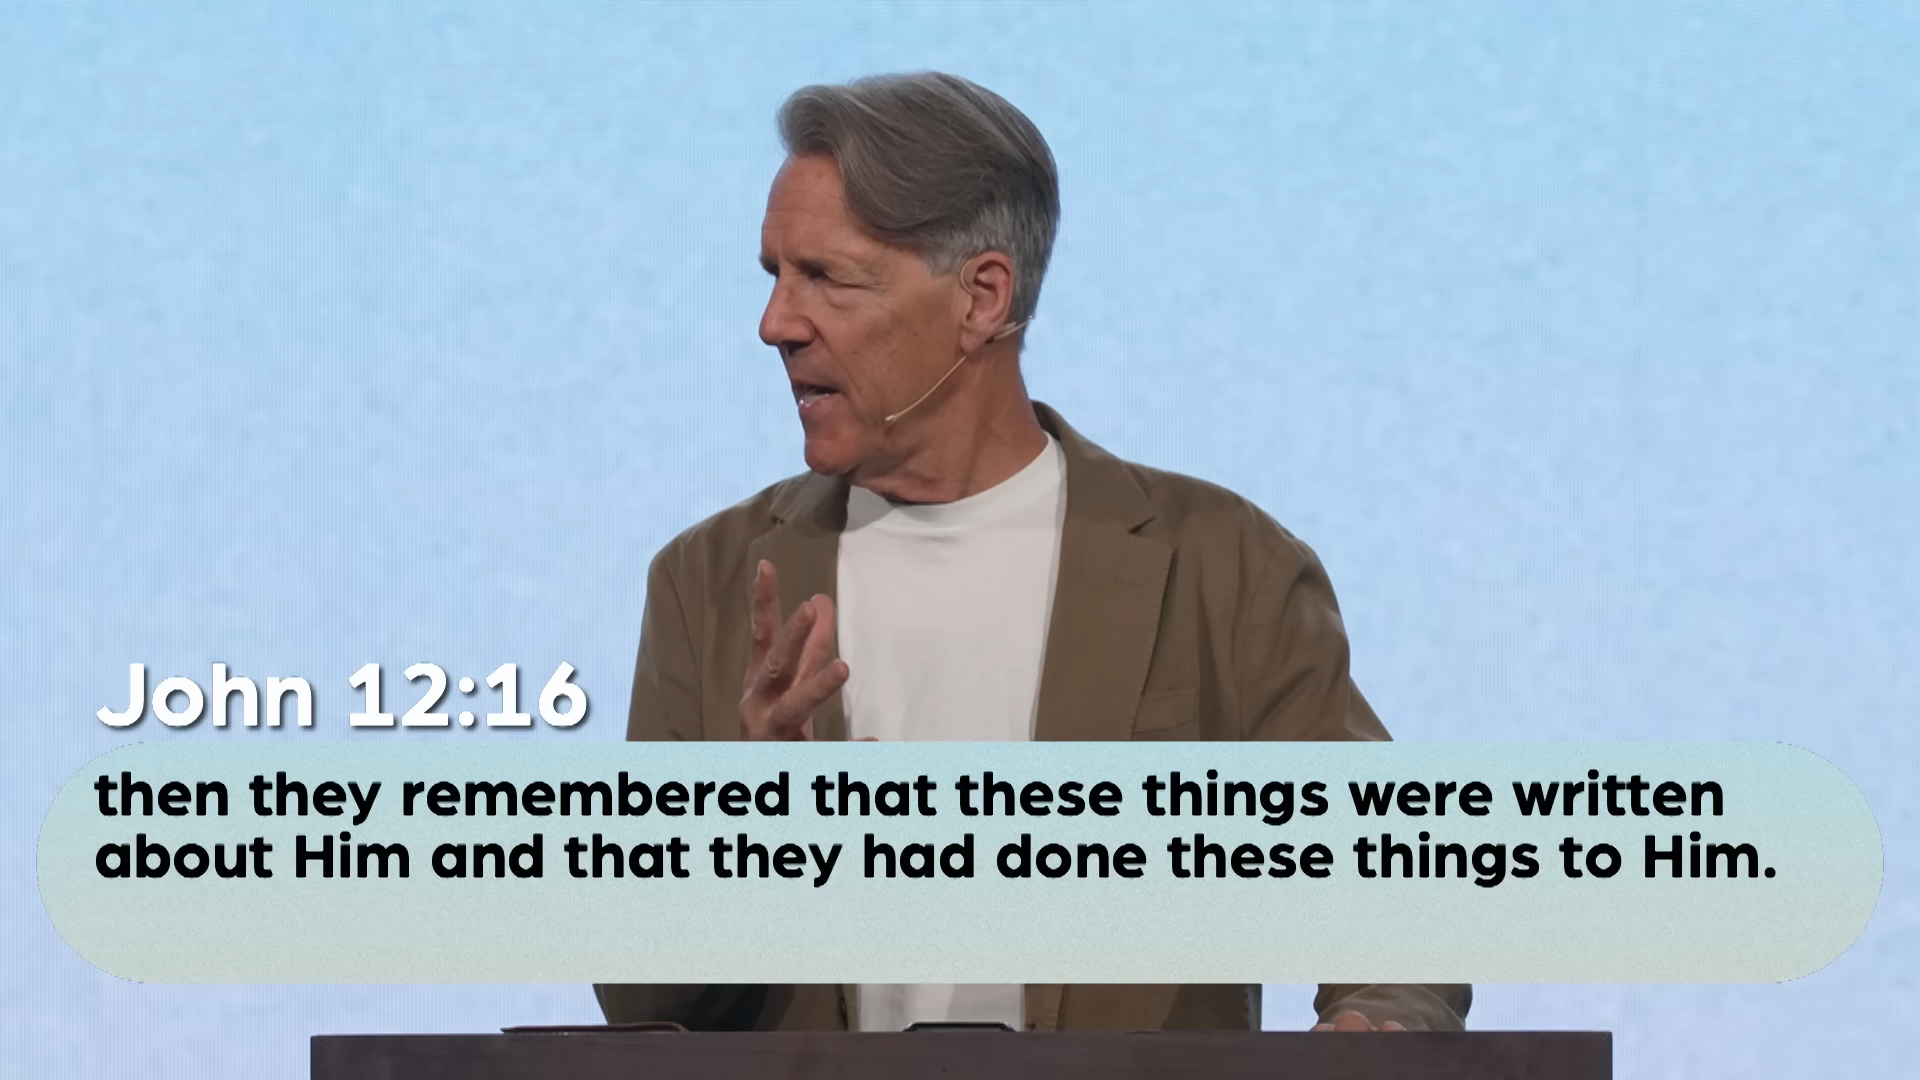 John 12:16
then they remembered that these things were written
about Him and that they had done these things to Him.